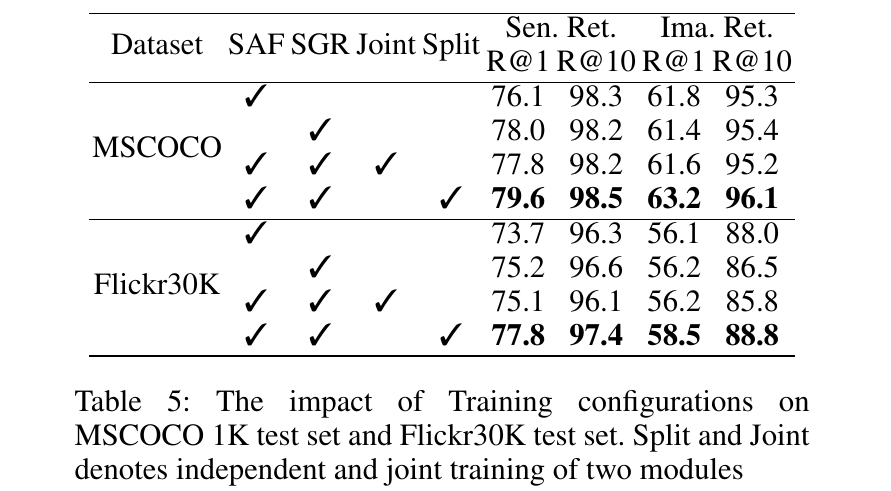 Dataset SAF SGR Joint Split Sen. Ret. Ima. Ret.
R@1 R@10 R@1 R@10
MSCOCO
✓ 76.1 98.3 61.8 95.3
✓ 78.0 98.2 61.4 95.4
✓ ✓ ✓ 77.8 98.2 61.6 95.2
✓ ✓ ✓ 79.6 98.5 63.2 96.1
Flickr30K
✓ 73.7 96.3 56.1 88.0
✓ 75.2 96.6 56.2 86.5
✓ ✓ ✓ 75.1 96.1 56.2 85.8
✓ ✓ ✓ 77.8 97.4 58.5 88.8
Table 5: The impact of Training configurations on
MSCOCO 1K test set and Flickr30K test set. Split and Joint
denotes independent and joint training of two modules